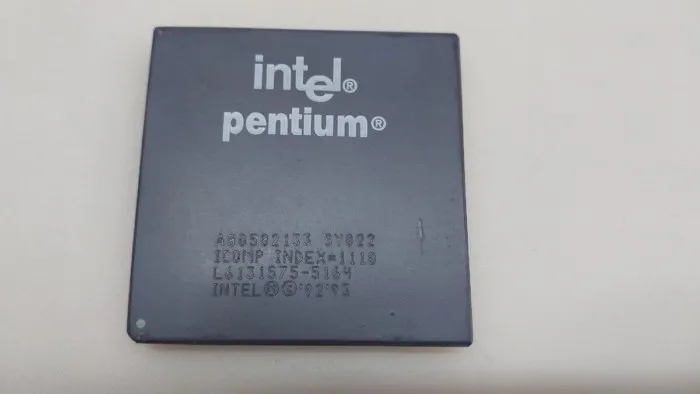 intel®
pentium®
A80502133 SY022
ICOMP INDEX=1110
L6131575-5164
INTEL®©'92'93